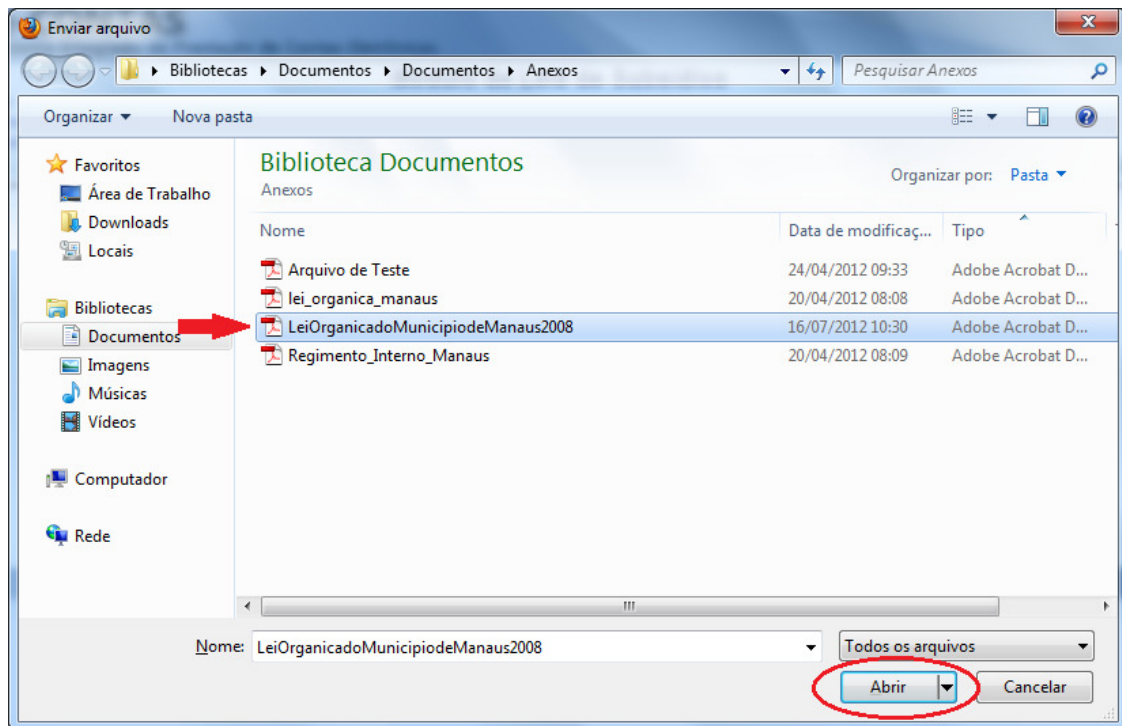 Enviar arquivo
Bibliotecas Documentos Documentos Anexos
Pesquisar Anexos
Organizar Nova pasta
Favoritos
Área de Trabalho
Downloads
Locais
Bibliotecas
Documentos
Imagens
Músicas
Vídeos
Computador
Rede
Biblioteca Documentos
Anexos
Organizar por: Pasta
Nome Data de modificaç... Tipo
Arquivo de Teste 24/04/2012 09:33 Adobe Acrobat D...
lei_organica_manaus 20/04/2012 08:08 Adobe Acrobat D...
LeiOrganicadoMunicipiodeManaus2008 16/07/2012 10:30 Adobe Acrobat D...
Regimento_Interno_Manaus 20/04/2012 08:09 Adobe Acrobat D...
Nome: LeiOrganicadoMunicipiodeManaus2008
Todos os arquivos
Abrir Cancelar